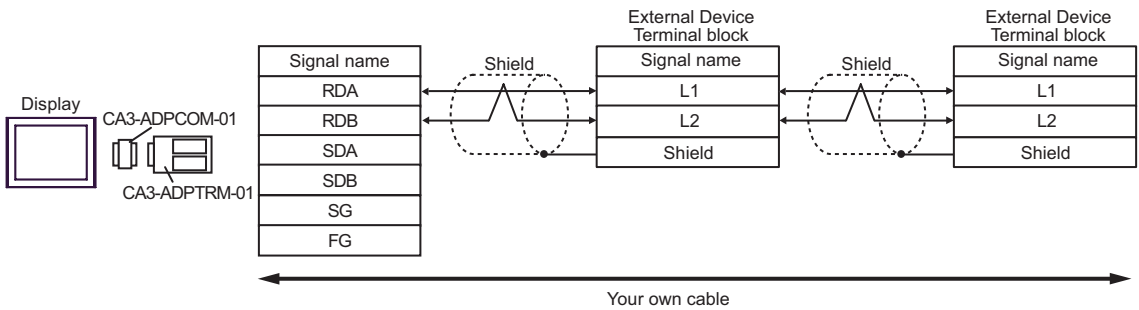 Display
CA3-ADPCOM-01
CA3-ADPTRM-01
Signal name
RDA
RDB
SDA
SDB
SG
FG
Shield
External Device
Terminal block
Signal name
L1
L2
Shield
Shield
External Device
Terminal block
Signal name
L1
L2
Shield
Your own cable